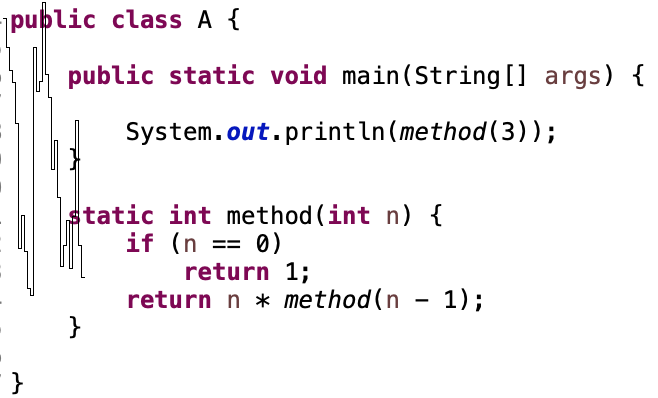 public class A {
public static void main(String[] args) {
System.out.println(method(3));
}
static int method(int n) {
if (n == 0)
return 1;
return n * method(n - 1);
}
}